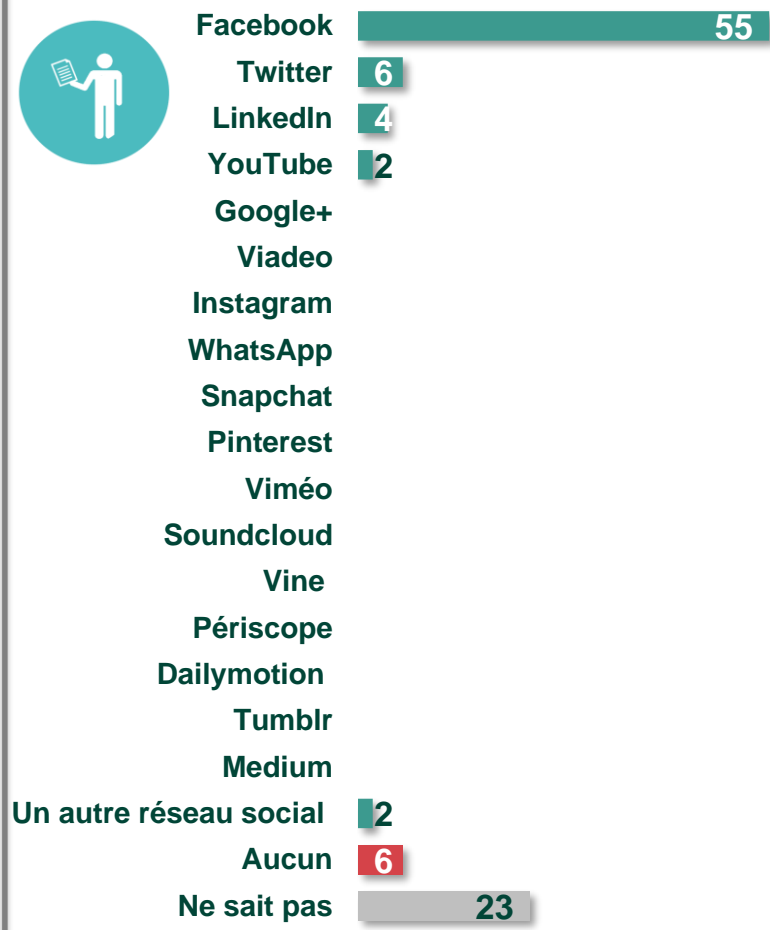 Facebook 55
Twitter 6
LinkedIn 4
YouTube 2
Google+
Viadeo
Instagram
WhatsApp
Snapchat
Pinterest
Viméo
Soundcloud
Vine
Périscope
Dailymotion
Tumblr
Medium
Un autre réseau social 2
Aucun 6
Ne sait pas 23